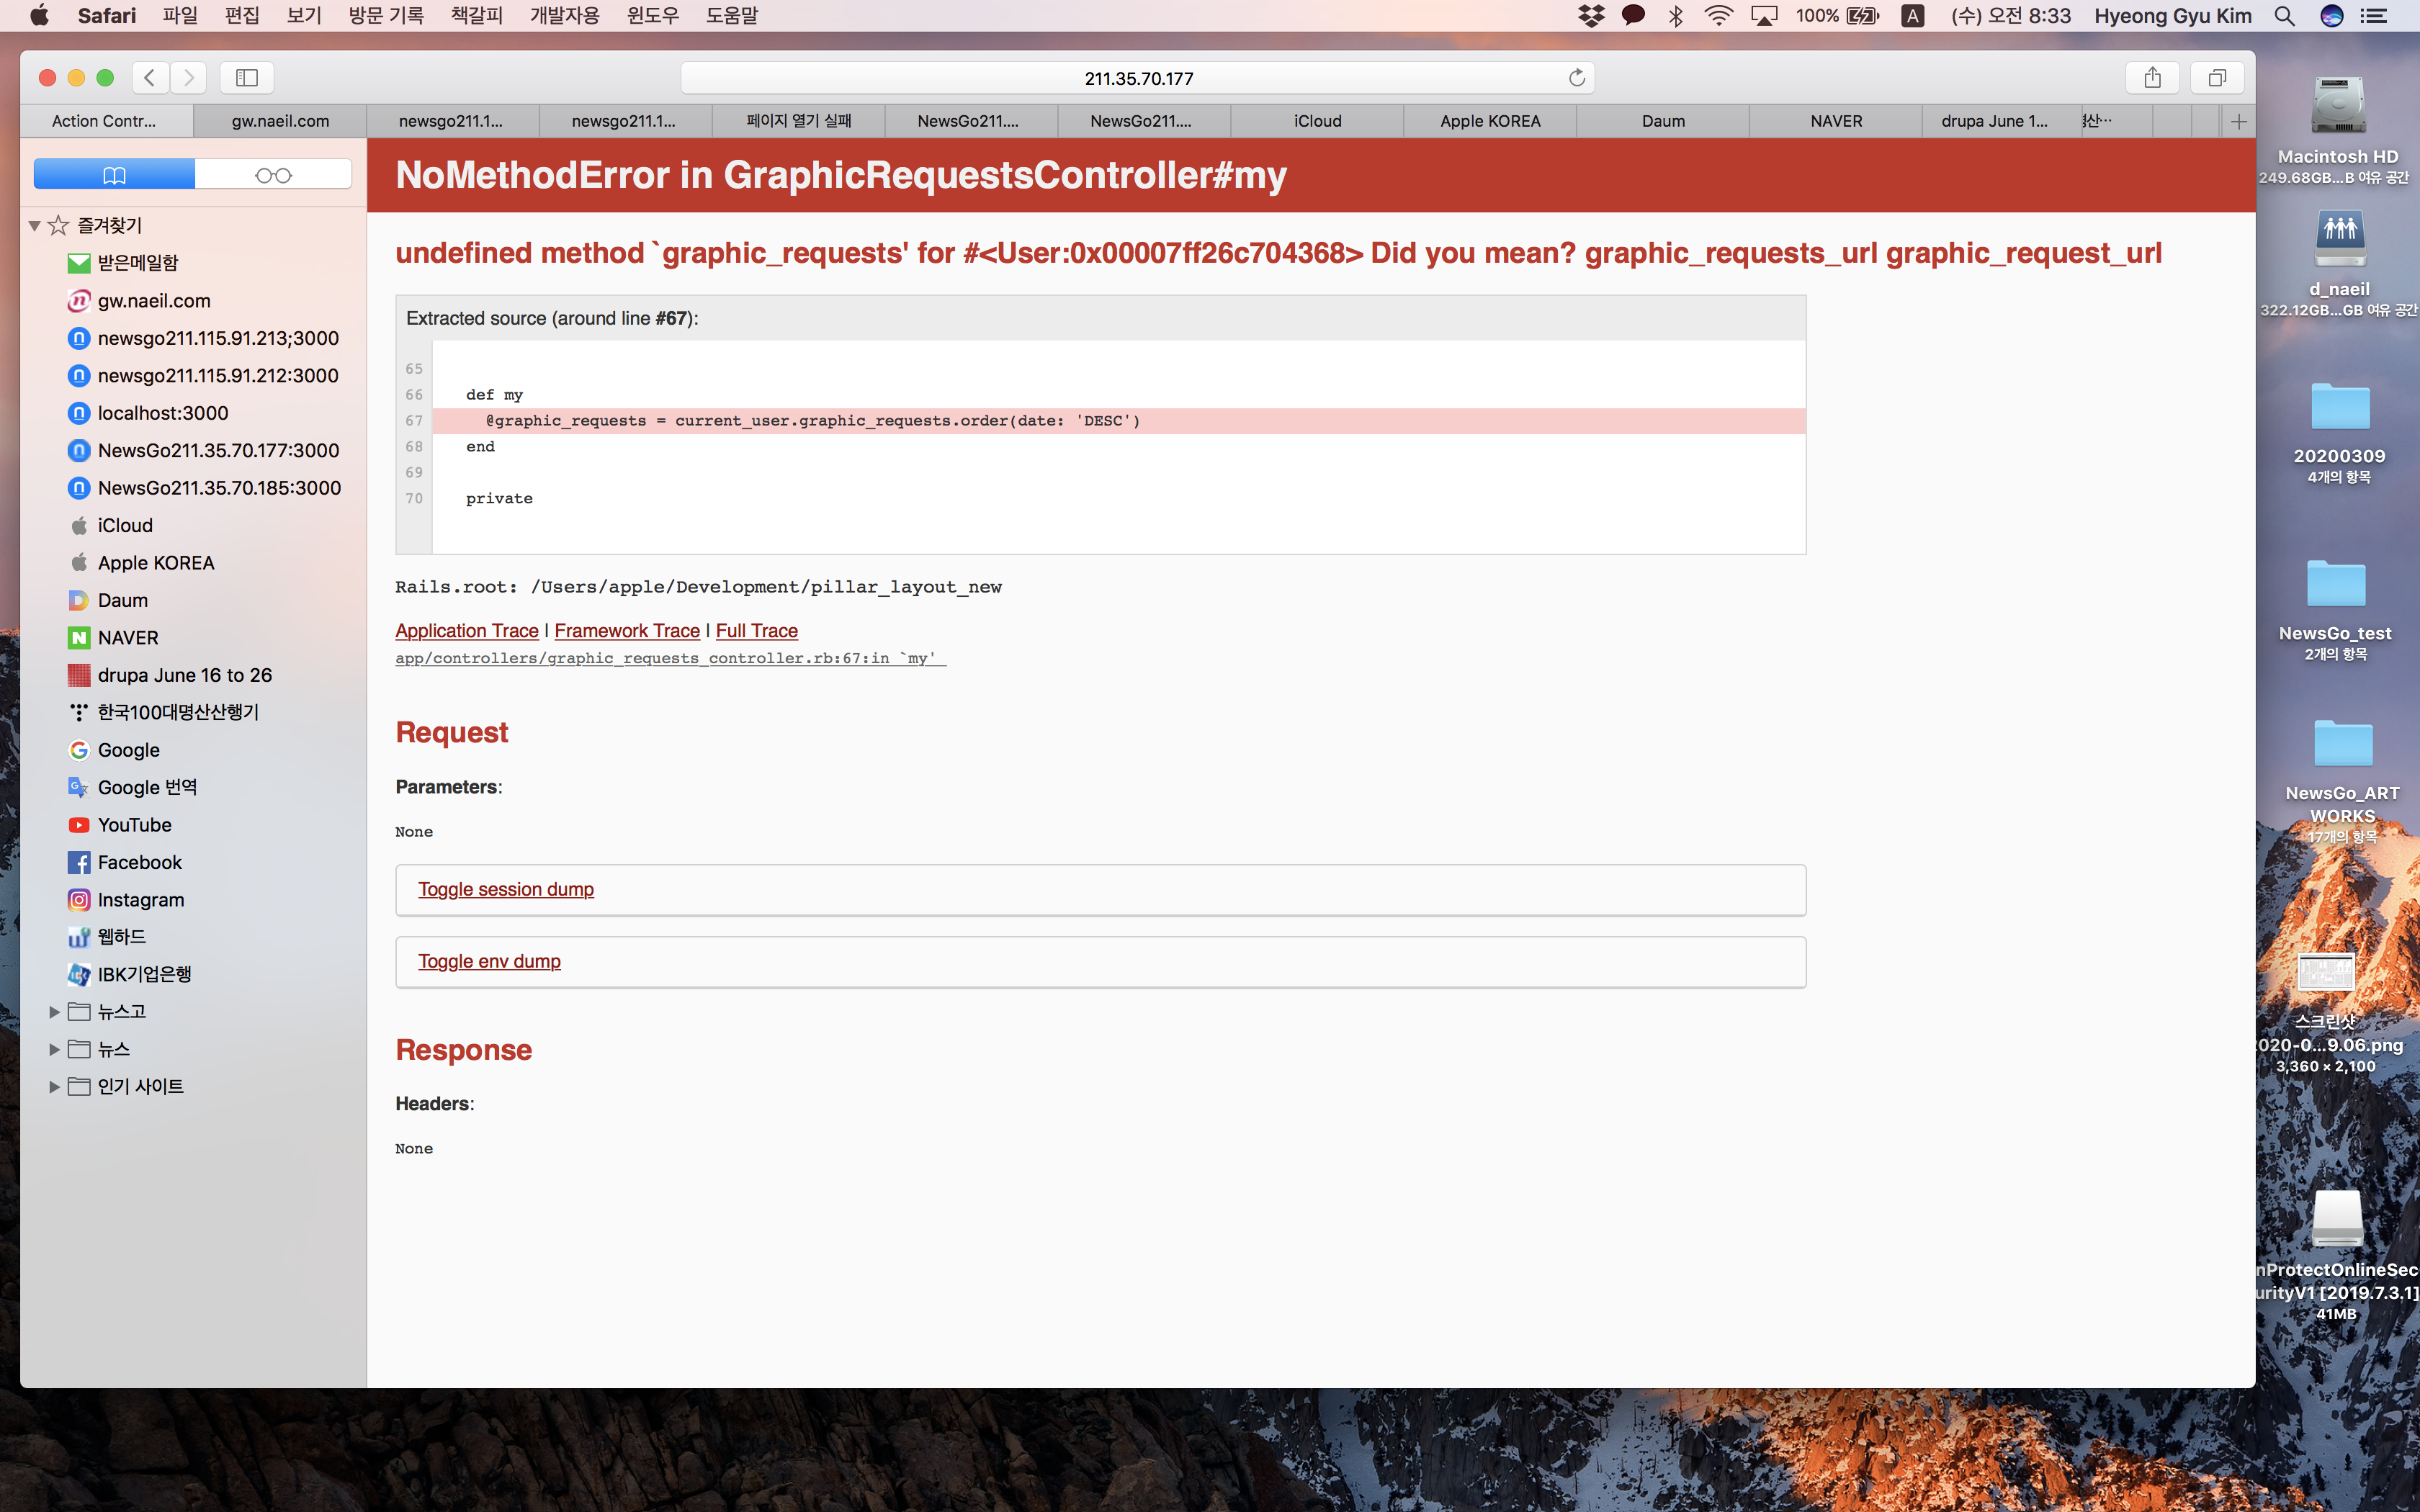 Safari 파일 편집 보기 방문 기록 책갈피 개발자용 윈도우 도움말 100% A (수) 오전 8:33 Hyeong Gyu Kim
211.35.70.177
Action Contr... gw.naeil.com newsgo211.1... newsgo211.1... 페이지 열기 실패 NewsGo211.... NewsGo211.... iCloud Apple KOREA Daum NAVER drupa June 1...
즐겨찾기
받은메일함
gw.naeil.com
newsgo211.115.91.213;3000
newsgo211.115.91.212:3000
localhost:3000
NewsGo211.35.70.177:3000
NewsGo211.35.70.185:3000
iCloud
Apple KOREA
Daum
NAVER
drupa June 16 to 26
한국100대명산산행기
Google
Google 번역
YouTube
Facebook
Instagram
웹하드
IBK기업은행
뉴스고
뉴스
인기 사이트
NoMethodError in GraphicRequestsController#my
undefined method `graphic_requests' for #<User:0x00007ff26c704368> Did you mean? graphic_requests_url graphic_request_url
Extracted source (around line #67):
65
66 def my
67 @graphic_requests = current_user.graphic_requests.order(date: 'DESC')
68 end
69
70 private
Rails.root: /Users/apple/Development/pillar_layout_new
Application Trace | Framework Trace | Full Trace
app/controllers/graphic_requests_controller.rb:67:in `my'
Request
Parameters:
None
Toggle session dump
Toggle env dump
Response
Headers:
None
Macintosh HD
249.68GB...B 여유 공간
d_naeil
322.12GB...GB 여유 공간
20200309
4개의 항목
NewsGo_test
2개의 항목
NewsGo_ART
WORKS
17개의 항목
스크린샷
020-0...9.06.png
3,360 × 2,100
nProtectOnlineSec
urityV1 [2019.7.3.1]
41MB